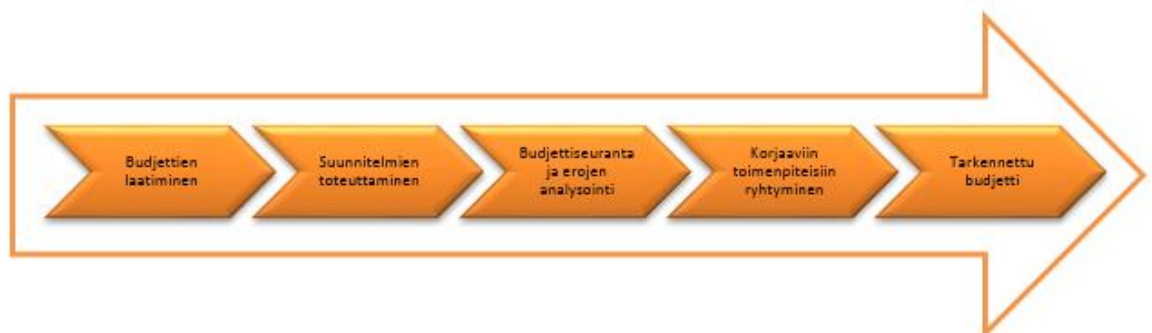 Budjettien
laatiminen
Suunnitelmien
toteuttaminen
Budjettiseuranta
ja erojen
analysointi
Korjaaviin
toimenpiteisiin
ryhtyminen
Tarkennettu
budjetti